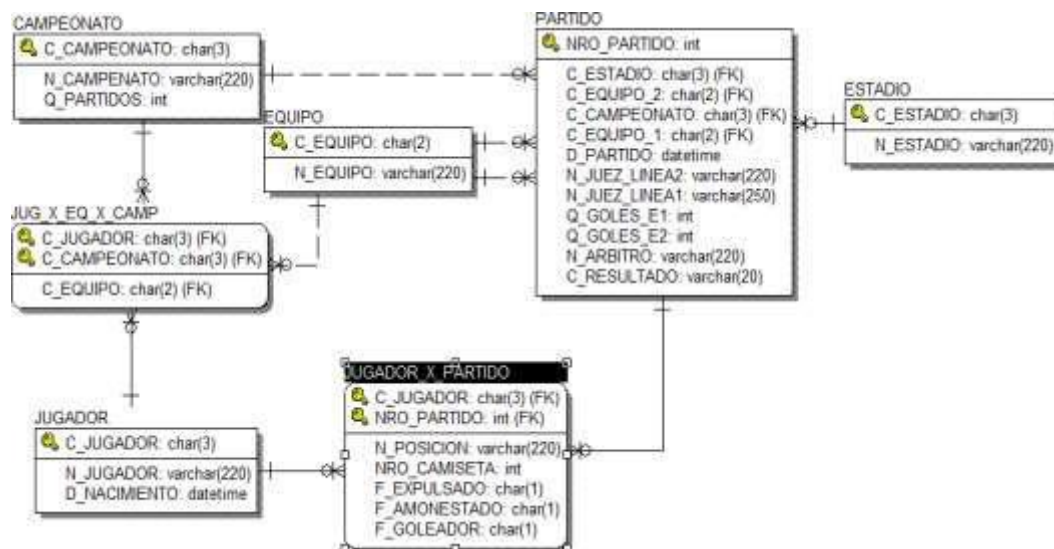 CAMPEONATO
C_CAMPEONATO: char(3)
N_CAMPENATO: varchar(220)
Q_PARTIDOS: int
EQUIPO
C_EQUIPO: char(2)
N_EQUIPO: varchar(220)
PARTIDO
NRO_PARTIDO: int
C_ESTADIO: char(3) (FK)
C_EQUIPO_2: char(2) (FK)
C_CAMPEONATO: char(3) (FK)
C_EQUIPO_1: char(2) (FK)
D_PARTIDO: datetime
N_JUEZ_LINEA2: varchar(220)
N_JUEZ_LINEA1: varchar(250)
Q_GOLES_E1: int
Q_GOLES_E2: int
N_ARBITRO: varchar(220)
C_RESULTADO: varchar(20)
ESTADIO
C_ESTADIO: char(3)
N_ESTADIO: varchar(220)
JUG_X_EQ_X_CAMP
C_JUGADOR: char(3) (FK)
C_CAMPEONATO: char(3) (FK)
C_EQUIPO: char(2) (FK)
JUGADOR
C_JUGADOR: char(3)
N_JUGADOR: varchar(220)
D_NACIMIENTO: datetime
JUGADOR_X_PARTIDO
C_JUGADOR: char(3) (FK)
NRO_PARTIDO: int (FK)
N_POSICION: varchar(220)
NRO_CAMISETA: int
F_EXPULSADO: char(1)
F_AMONESTADO: char(1)
F_GOLEADOR: char(1)